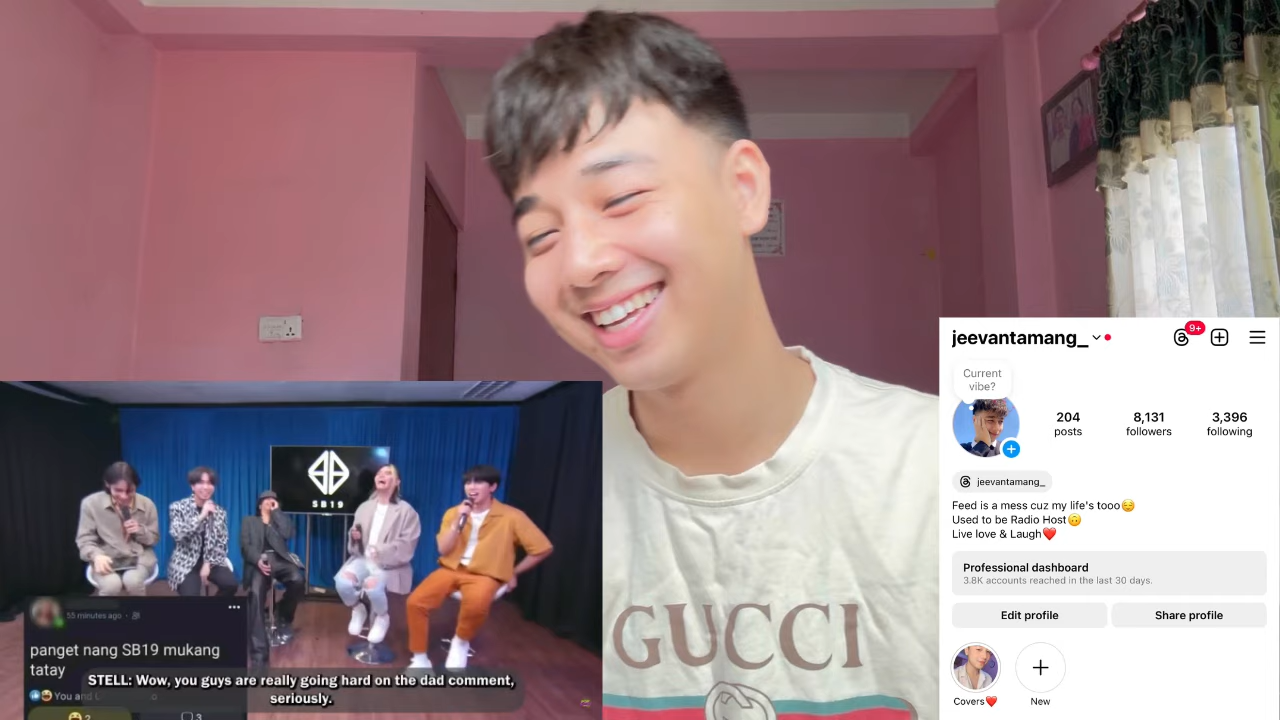 SB19
55 minutes ago
panget nang SB19 mukang
tatay
You and
2
3
STELL: Wow, you guys are really going hard on the dad comment,
seriously.
GUCCI
jeevantamang_
9+
Current
vibe?
204 8,131 3,396
posts followers following
jeevantamang_
Feed is a mess cuz my life's tooo😌
Used to be Radio Host🙃
Live love & Laugh❤️
Professional dashboard
3.8K accounts reached in the last 30 days.
Edit profile Share profile
Covers❤️ New